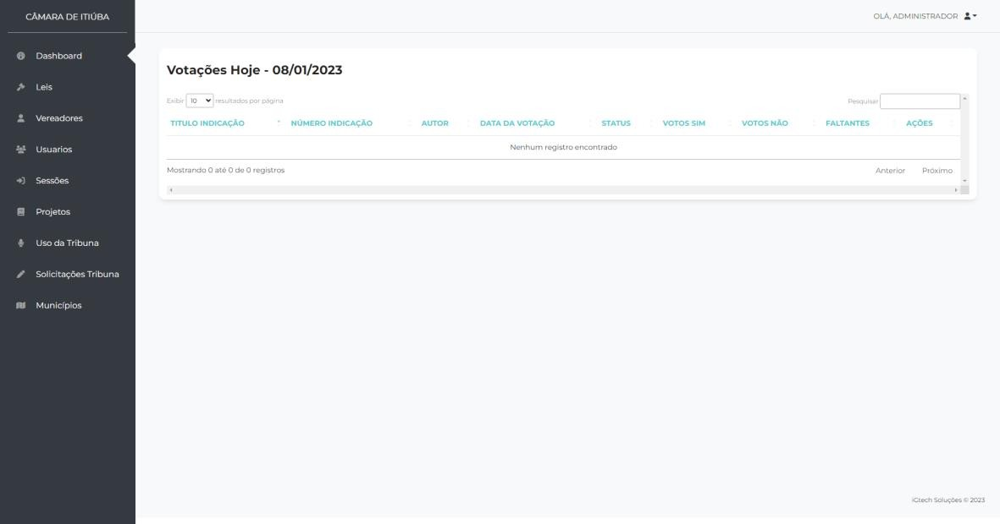 CÂMARA DE ITIÚBA
OLÁ, ADMINISTRADOR
Dashboard
Leis
Vereadores
Usuarios
Sessões
Projetos
Uso da Tribuna
Solicitações Tribuna
Municípios
Votações Hoje - 08/01/2023
Exibir 10 resultados por página
Pesquisar
TITULO INDICAÇÃO NÚMERO INDICAÇÃO AUTOR DATA DA VOTAÇÃO STATUS VOTOS SIM VOTOS NÃO FALTANTES AÇÕES
Nenhum registro encontrado
Mostrando 0 até 0 de 0 registros
Anterior Próximo
iGtech Soluções © 2023